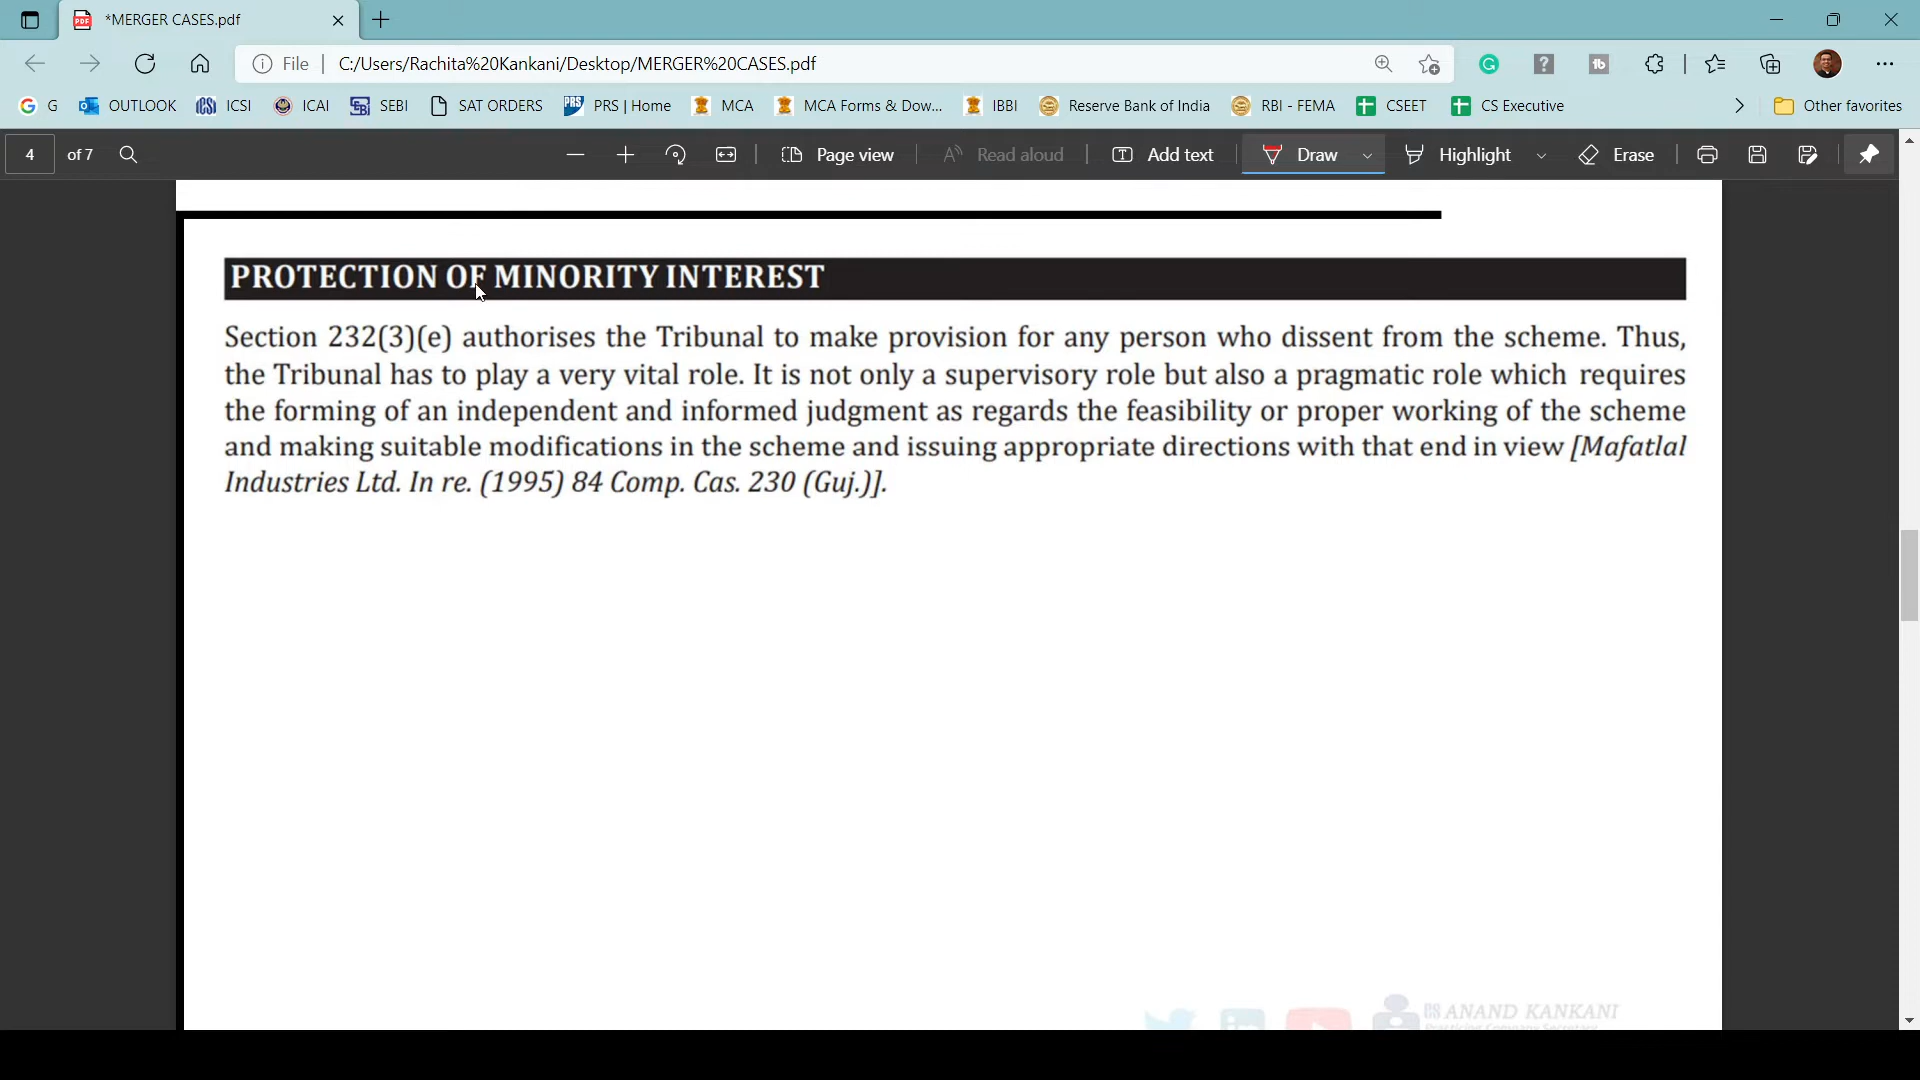 *MERGER CASES.pdf
File C:/Users/Rachita%20Kankani/Desktop/MERGER%20CASES.pdf
G OUTLOOK ICSI ICAI SEBI SAT ORDERS PRS | Home MCA MCA Forms & Dow... IBBI Reserve Bank of India RBI - FEMA CSEET CS Executive Other favorites
4 of 7 Page view Read aloud Add text Draw Highlight Erase
PROTECTION OF MINORITY INTEREST
Section 232(3)(e) authorises the Tribunal to make provision for any person who dissent from the scheme. Thus,
the Tribunal has to play a very vital role. It is not only a supervisory role but also a pragmatic role which requires
the forming of an independent and informed judgment as regards the feasibility or proper working of the scheme
and making suitable modifications in the scheme and issuing appropriate directions with that end in view [Mafatlal
Industries Ltd. In re. (1995) 84 Comp. Cas. 230 (Guj.)].
CS ANAND KANKANI
Practicing Company Secretary